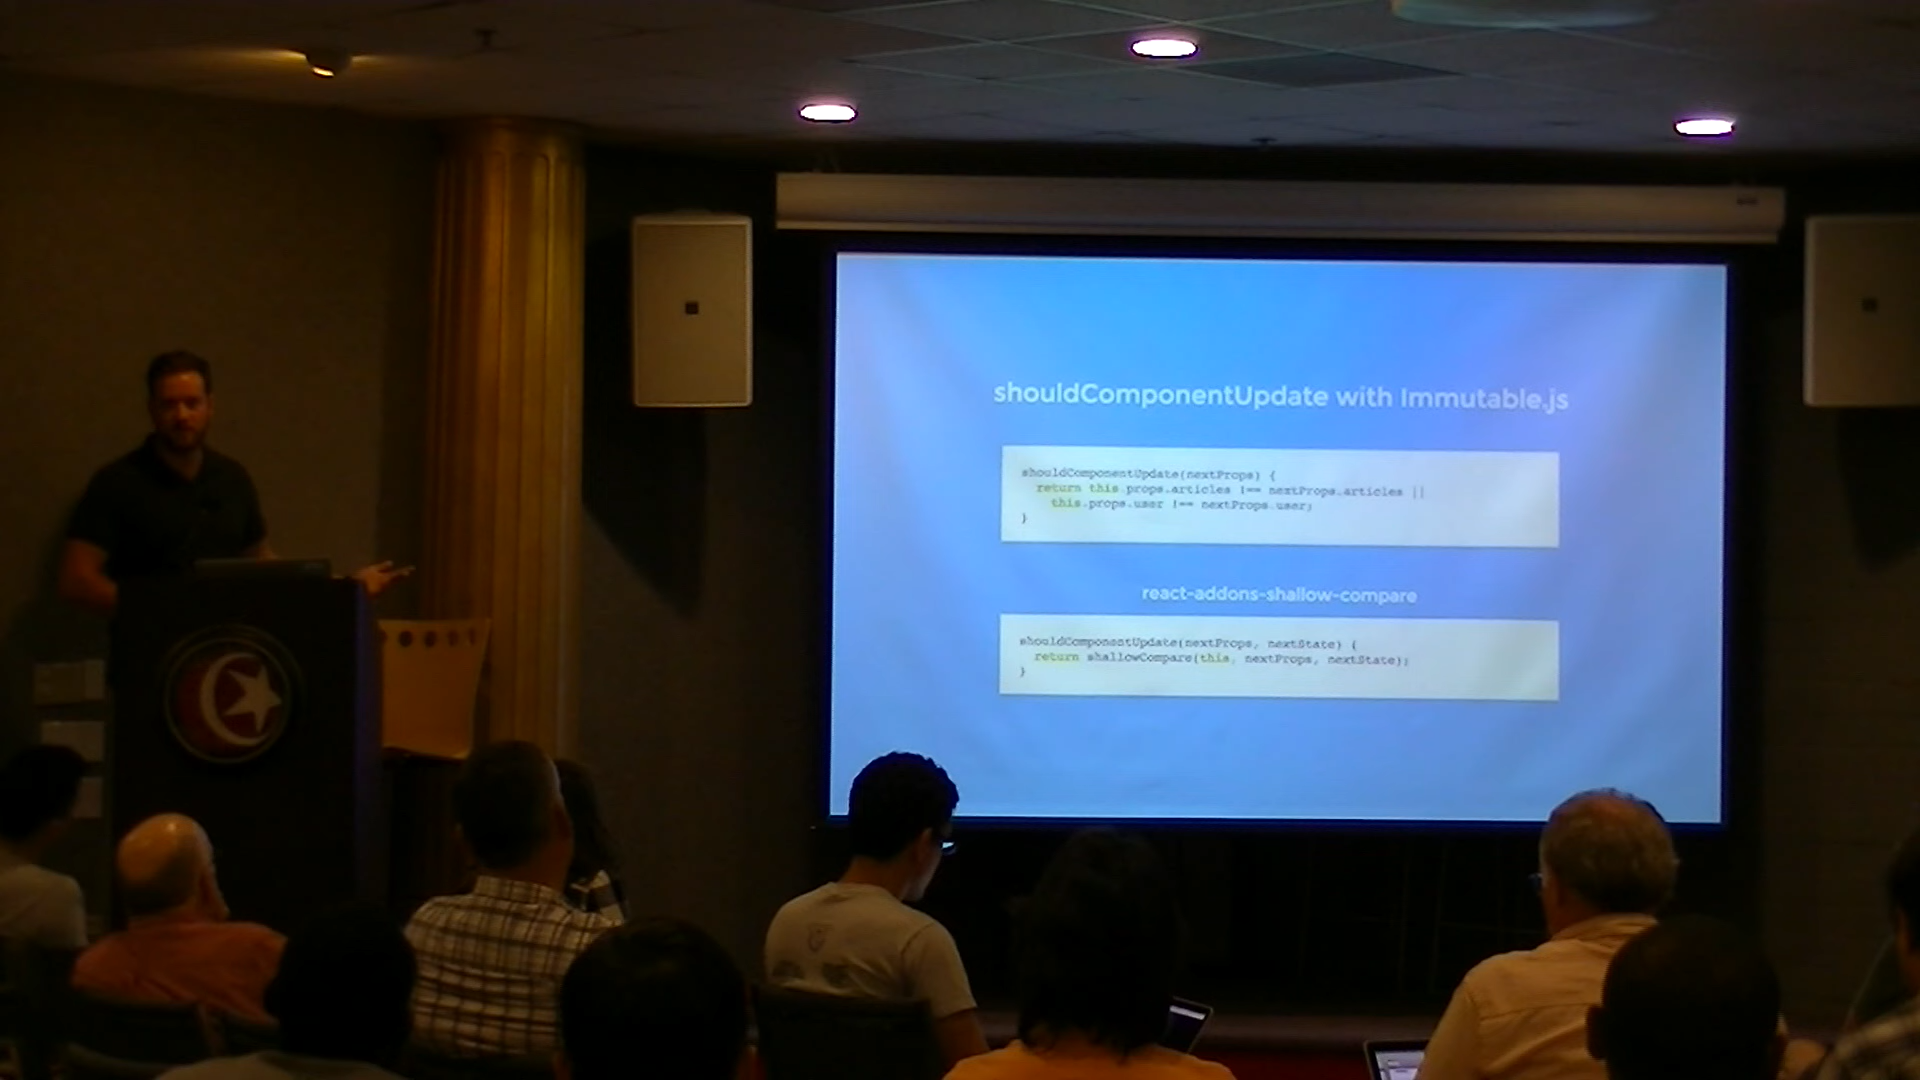 shouldComponentUpdate with Immutable.js
shouldComponentUpdate(nextProps) {
return this.props.articles !== nextProps.articles ||
this.props.user !== nextProps.user;
}
react-addons-shallow-compare
shouldComponentUpdate(nextProps, nextState) {
return shallowCompare(this, nextProps, nextState);
}